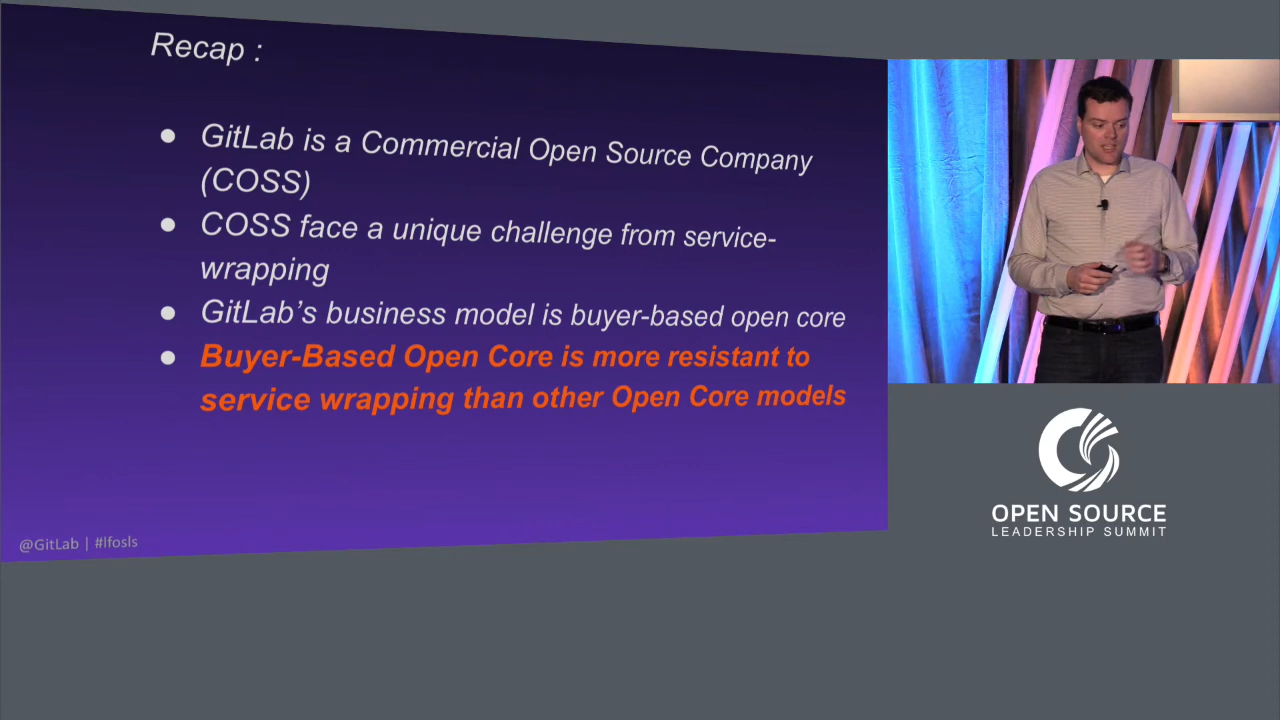 Recap :
● GitLab is a Commercial Open Source Company
(COSS)
● COSS face a unique challenge from service-
wrapping
● GitLab's business model is buyer-based open core
● Buyer-Based Open Core is more resistant to
service wrapping than other Open Core models
@GitLab | #lfosls
OPEN SOURCE
LEADERSHIP SUMMIT